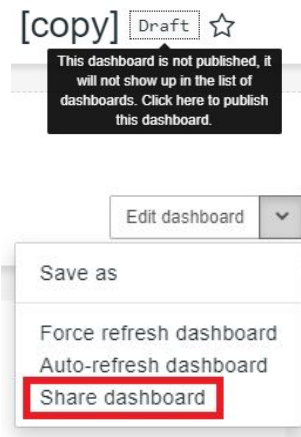 [copy] Draft
This dashboard is not published, it
will not show up in the list of
dashboards. Click here to publish
this dashboard.
Edit dashboard
Save as
Force refresh dashboard
Auto-refresh dashboard
Share dashboard